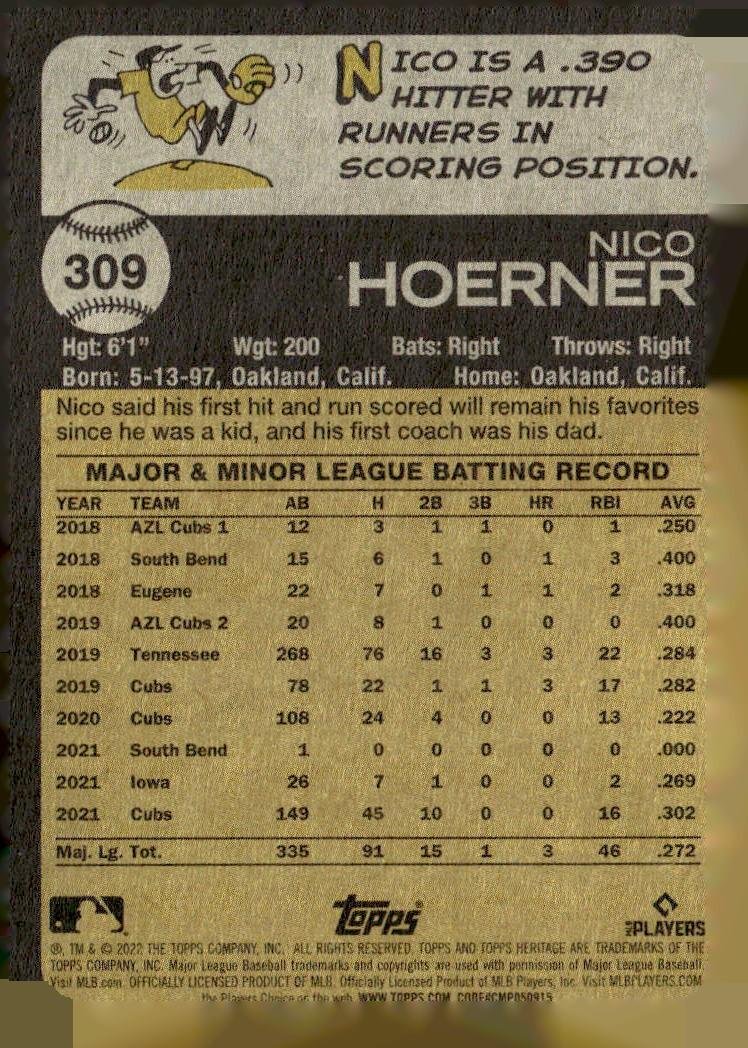 NICO IS A .390
HITTER WITH
RUNNERS IN
SCORING POSITION.
309
NICO
HOERNER
Hgt: 6'1" Wgt: 200 Bats: Right Throws: Right
Born: 5-13-97, Oakland, Calif. Home: Oakland, Calif.
Nico said his first hit and run scored will remain his favorites
since he was a kid, and his first coach was his dad.
MAJOR & MINOR LEAGUE BATTING RECORD
YEAR TEAM AB H 2B 3B HR RBI AVG
2018 AZL Cubs 1 12 3 1 1 0 1 .250
2018 South Bend 15 6 1 0 1 3 .400
2018 Eugene 22 7 0 1 1 2 .318
2019 AZL Cubs 2 20 8 1 0 0 0 .400
2019 Tennessee 268 76 16 3 3 22 .284
2019 Cubs 78 22 1 1 3 17 .282
2020 Cubs 108 24 4 0 0 13 .222
2021 South Bend 1 0 0 0 0 0 .000
2021 Iowa 26 7 1 0 0 2 .269
2021 Cubs 149 45 10 0 0 16 .302
Maj. Lg. Tot. 335 91 15 1 3 46 .272
topps
MLB PLAYERS
®, TM & © 2022 THE TOPPS COMPANY, INC. ALL RIGHTS RESERVED. TOPPS AND TOPPS HERITAGE ARE TRADEMARKS OF THE
TOPPS COMPANY, INC. Major League Baseball trademarks and copyrights are used with permission of Major League Baseball.
Visit MLB.com. OFFICIALLY LICENSED PRODUCT OF MLB. Officially Licensed Product of MLB Players, Inc. Visit MLBPLAYERS.COM
the Players Choice on the web. WWW.TOPPS.COM CODE#CMP050915